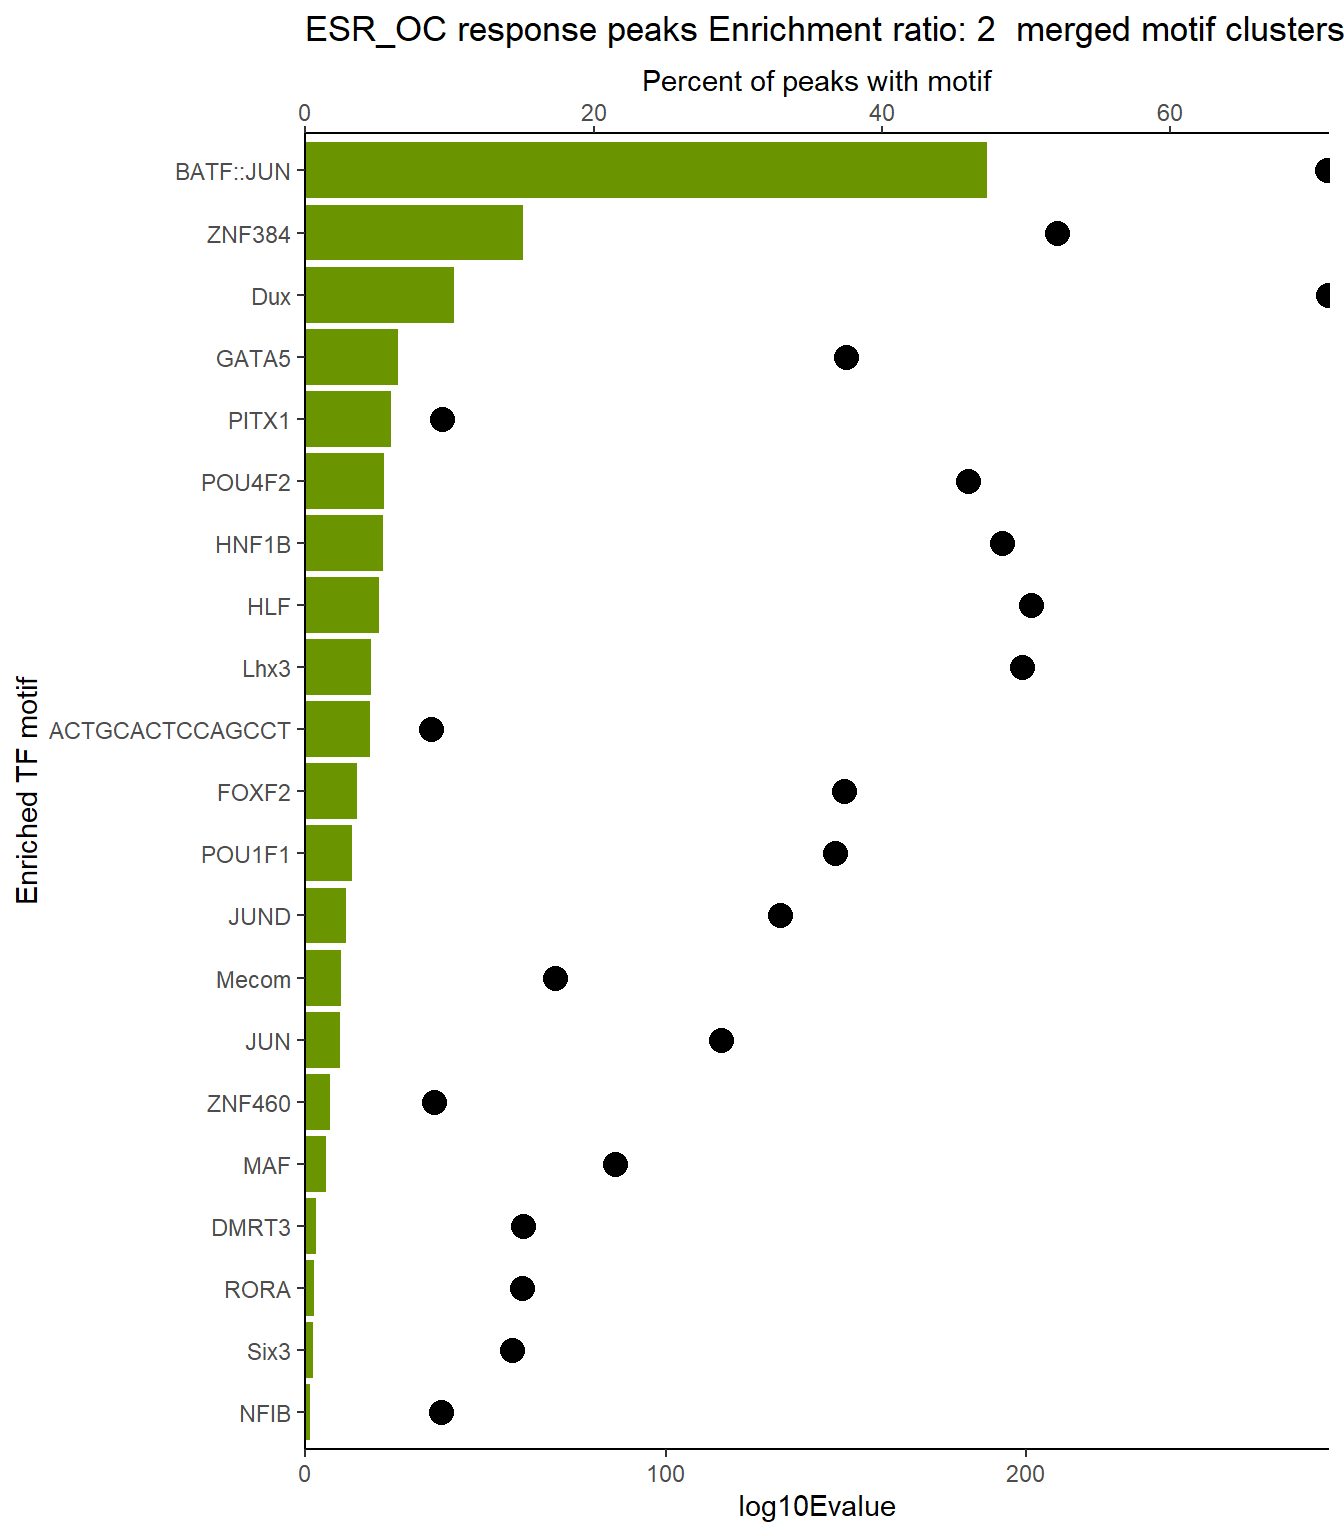 ESR_OC response peaks Enrichment ratio: 2  merged motif clusters
Percent of peaks with motif
0 20 40 60
BATF::JUN
ZNF384
Dux
GATA5
PITX1
POU4F2
HNF1B
HLF
Lhx3
ACTGCACTCCAGCCT
FOXF2
POU1F1
JUND
Mecom
JUN
ZNF460
MAF
DMRT3
RORA
Six3
NFIB
Enriched TF motif
0 100 200
log10Evalue